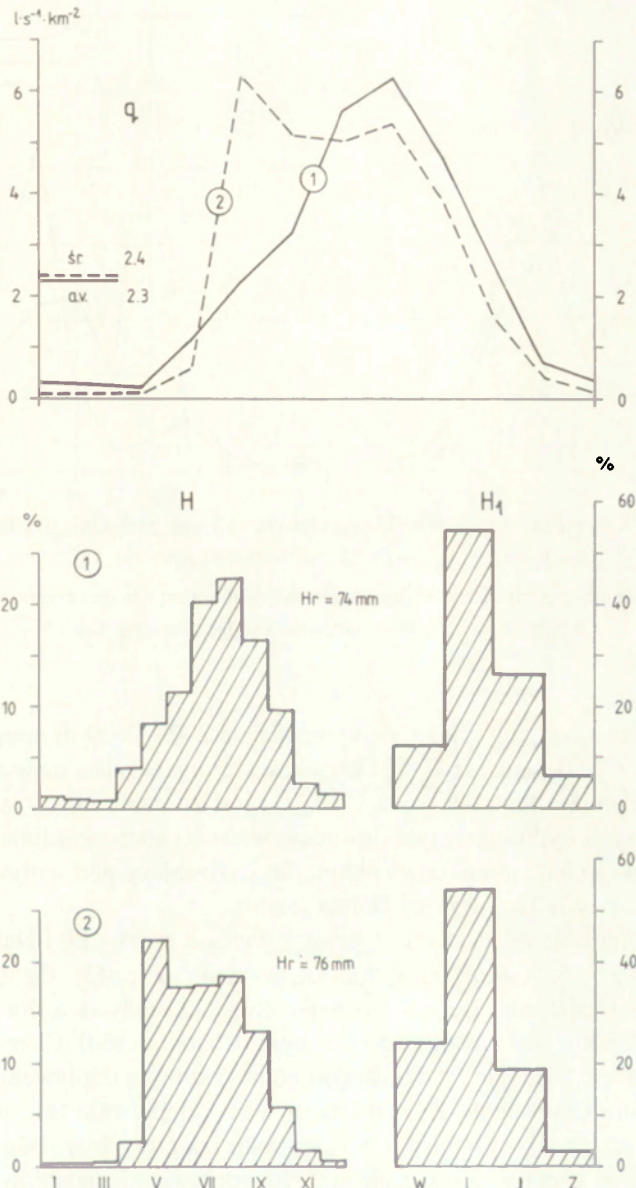 l·s⁻¹·km⁻²
6 6
q
2 1
4 4
śr. 2.4
2 a.v. 2.3 2
0 0
%
H H₁ 60
%
1
20 Hr = 74 mm 40
10 20
0 0
60
2
20 Hr = 76 mm 40
10 20
0 0
I III V VII IX XI W L J Z